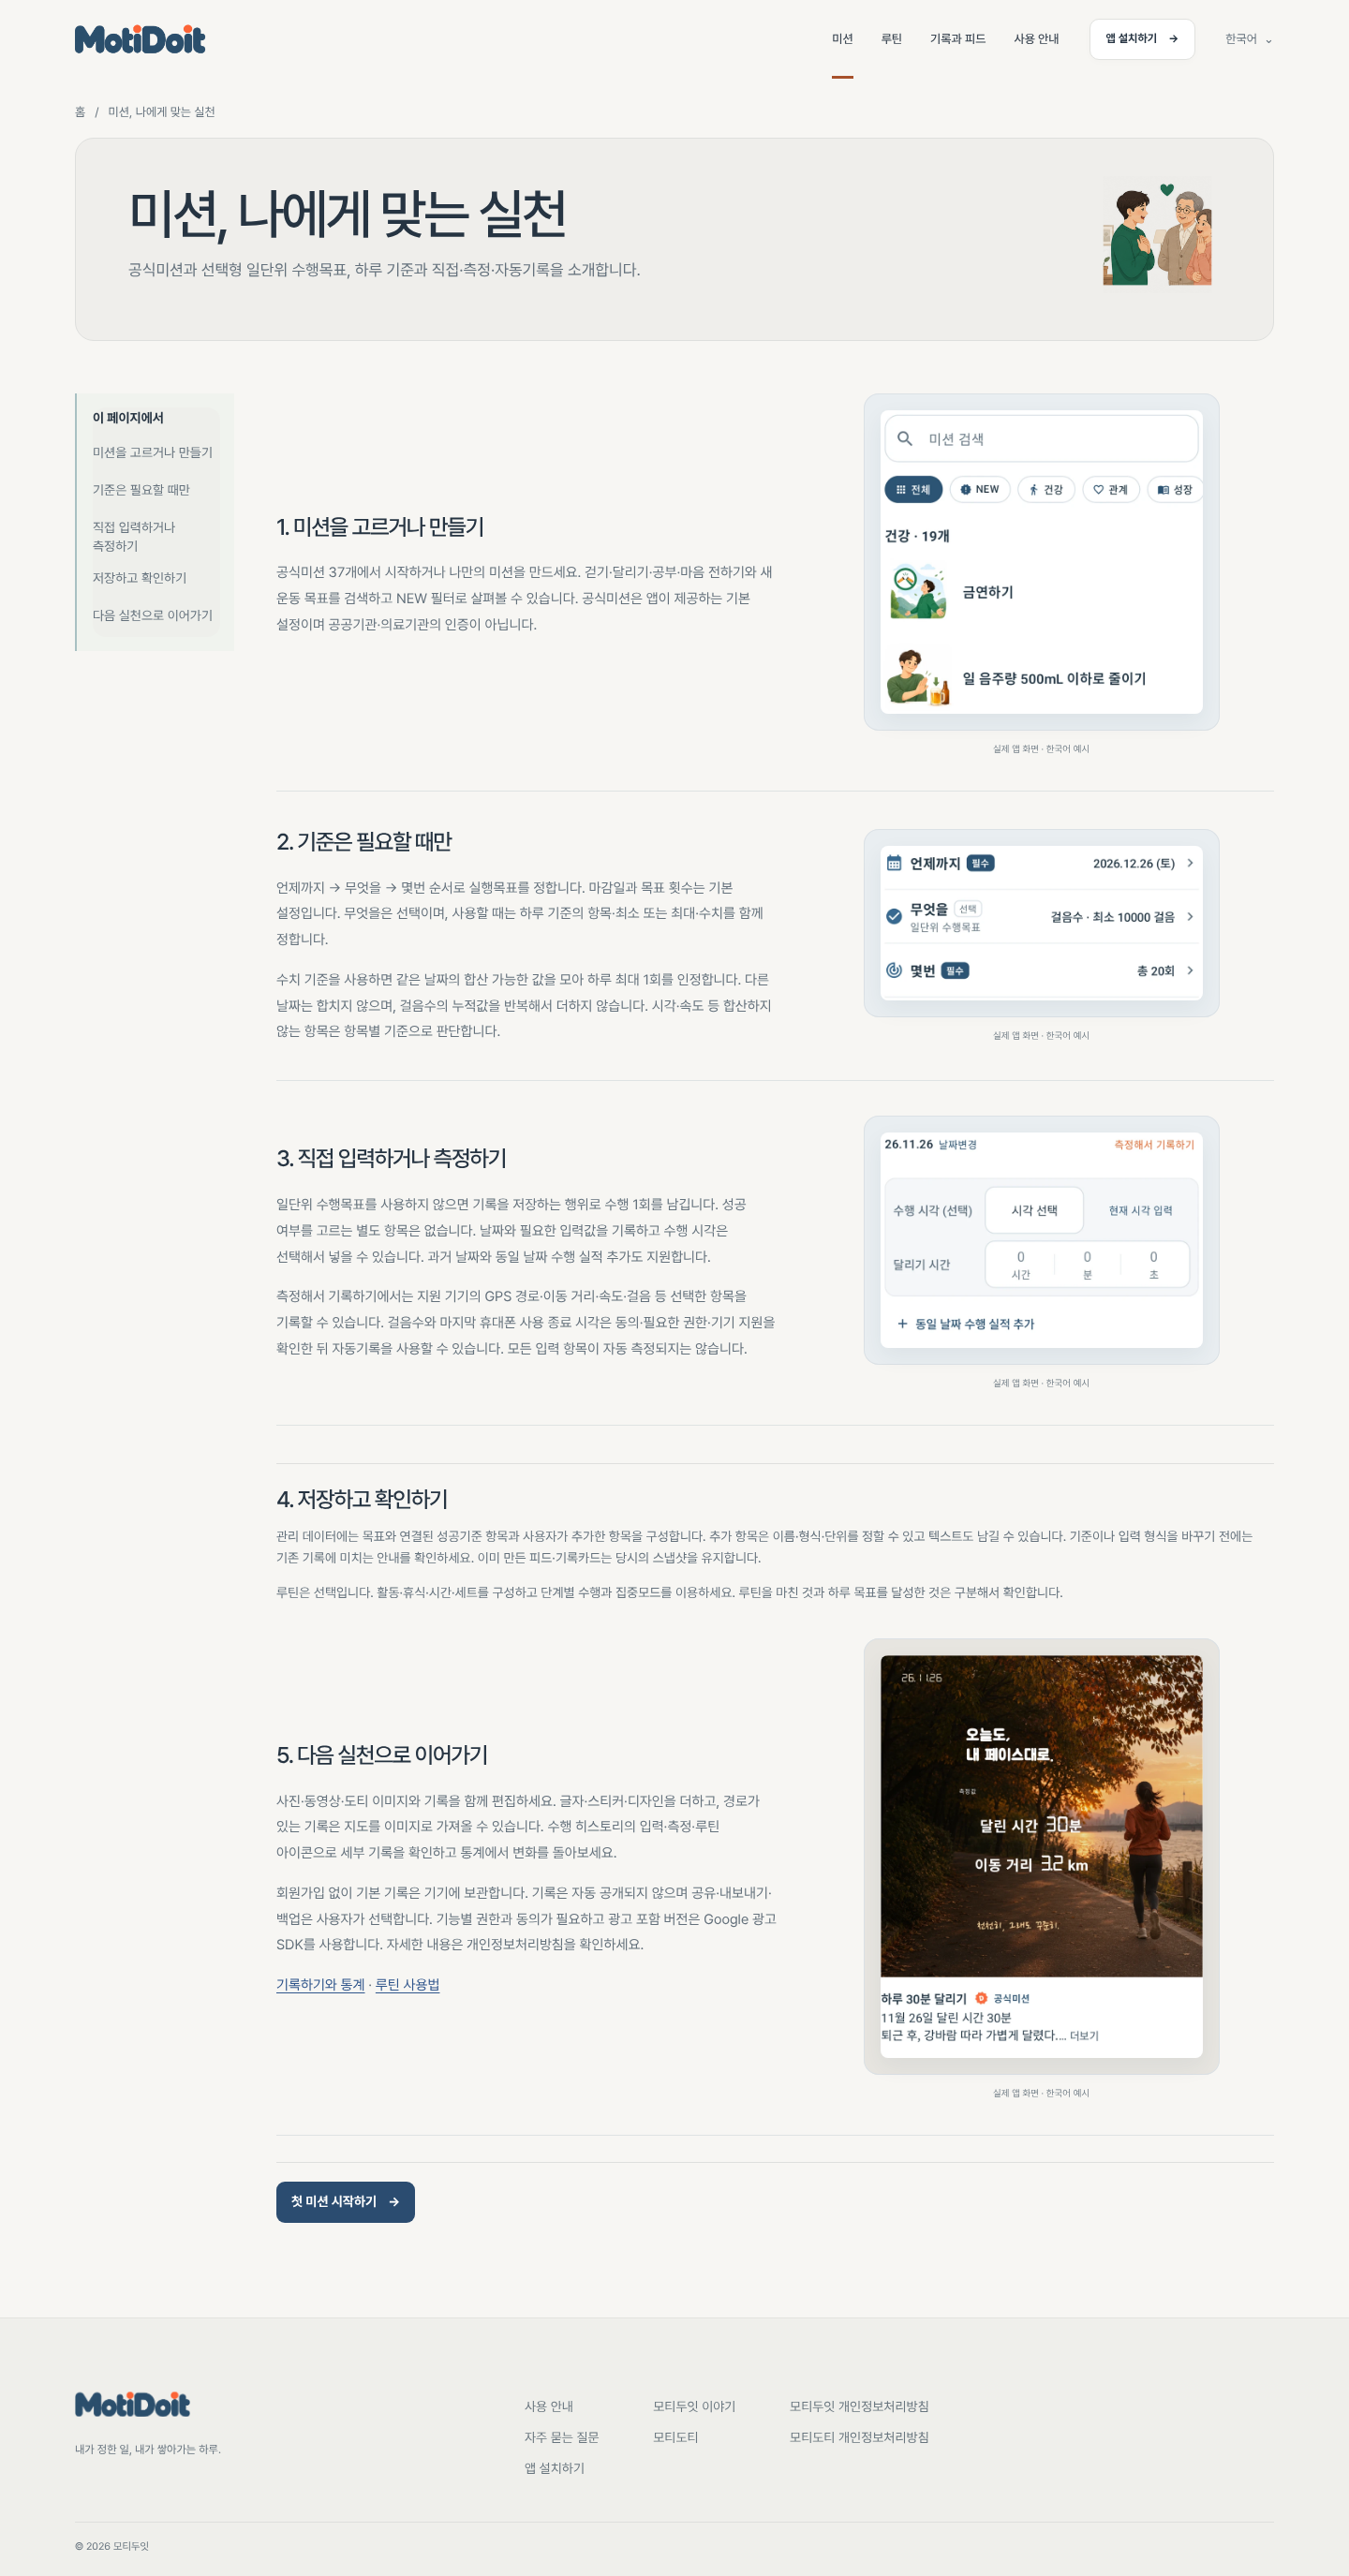 MotiDoit
미션
루틴
기록과 피드
사용 안내
앱 설치하기 →
한국어
홈 / 미션, 나에게 맞는 실천
미션, 나에게 맞는 실천
공식미션과 선택형 일단위 수행목표, 하루 기준과 직접·측정·자동기록을 소개합니다.
이 페이지에서
미션을 고르거나 만들기
기준은 필요할 때만
직접 입력하거나
측정하기
저장하고 확인하기
다음 실천으로 이어가기
1. 미션을 고르거나 만들기
공식미션 37개에서 시작하거나 나만의 미션을 만드세요. 걷기·달리기·공부·마음 전하기와 새
운동 목표를 검색하고 NEW 필터로 살펴볼 수 있습니다. 공식미션은 앱이 제공하는 기본
설정이며 공공기관·의료기관의 인증이 아닙니다.
미션 검색
전체
NEW
건강
관계
성장
건강 · 19개
금연하기
일 음주량 500mL 이하로 줄이기
실제 앱 화면 · 한국어 예시
2. 기준은 필요할 때만
언제까지 → 무엇을 → 몇번 순서로 실행목표를 정합니다. 마감일과 목표 횟수는 기본
설정입니다. 무엇을은 선택이며, 사용할 때는 하루 기준의 항목·최소 또는 최대·수치를 함께
정합니다.
수치 기준을 사용하면 같은 날짜의 합산 가능한 값을 모아 하루 최대 1회를 인정합니다. 다른
날짜는 합치지 않으며, 걸음수의 누적값을 반복해서 더하지 않습니다. 시각·속도 등 합산하지
않는 항목은 항목별 기준으로 판단합니다.
언제까지 필수 2026.12.26 (토)
무엇을 선택 걸음수 · 최소 10000 걸음
일단위 수행목표
몇번 필수 총 20회
실제 앱 화면 · 한국어 예시
3. 직접 입력하거나 측정하기
일단위 수행목표를 사용하지 않으면 기록을 저장하는 행위로 수행 1회를 남깁니다. 성공
여부를 고르는 별도 항목은 없습니다. 날짜와 필요한 입력값을 기록하고 수행 시각은
선택해서 넣을 수 있습니다. 과거 날짜와 동일 날짜 수행 실적 추가도 지원합니다.
측정해서 기록하기에서는 지원 기기의 GPS 경로·이동 거리·속도·걸음 등 선택한 항목을
기록할 수 있습니다. 걸음수와 마지막 휴대폰 사용 종료 시각은 동의·필요한 권한·기기 지원을
확인한 뒤 자동기록을 사용할 수 있습니다. 모든 입력 항목이 자동 측정되지는 않습니다.
26.11.26 날짜변경 측정해서 기록하기
수행 시각 (선택) 시각 선택 현재 시각 입력
달리기 시간
0 0 0
시간 분 초
+ 동일 날짜 수행 실적 추가
실제 앱 화면 · 한국어 예시
4. 저장하고 확인하기
관리 데이터에는 목표와 연결된 성공기준 항목과 사용자가 추가한 항목을 구성합니다. 추가 항목은 이름·형식·단위를 정할 수 있고 텍스트도 남길 수 있습니다. 기준이나 입력 형식을 바꾸기 전에는
기존 기록에 미치는 안내를 확인하세요. 이미 만든 피드·기록카드는 당시의 스냅샷을 유지합니다.
루틴은 선택입니다. 활동·휴식·시간·세트를 구성하고 단계별 수행과 집중모드를 이용하세요. 루틴을 마친 것과 하루 목표를 달성한 것은 구분해서 확인합니다.
5. 다음 실천으로 이어가기
사진·동영상·도티 이미지와 기록을 함께 편집하세요. 글자·스티커·디자인을 더하고, 경로가
있는 기록은 지도를 이미지로 가져올 수 있습니다. 수행 히스토리의 입력·측정·루틴
아이콘으로 세부 기록을 확인하고 통계에서 변화를 돌아보세요.
회원가입 없이 기본 기록은 기기에 보관합니다. 기록은 자동 공개되지 않으며 공유·내보내기·
백업은 사용자가 선택합니다. 기능별 권한과 동의가 필요하고 광고 포함 버전은 Google 광고
SDK를 사용합니다. 자세한 내용은 개인정보처리방침을 확인하세요.
기록하기와 통계 · 루틴 사용법
26. 11.26
오늘도,
내 페이스대로.
측정값
달린 시간 30분
이동 거리 3.2 km
천천히, 그래도 꾸준히.
하루 30분 달리기 공식미션
11월 26일 달린 시간 30분
퇴근 후, 강바람 따라 가볍게 달렸다.... 더보기
실제 앱 화면 · 한국어 예시
첫 미션 시작하기 →
MotiDoit
내가 정한 일, 내가 쌓아가는 하루.
사용 안내
자주 묻는 질문
앱 설치하기
모티두잇 이야기
모티도티
모티두잇 개인정보처리방침
모티도티 개인정보처리방침
© 2026 모티두잇